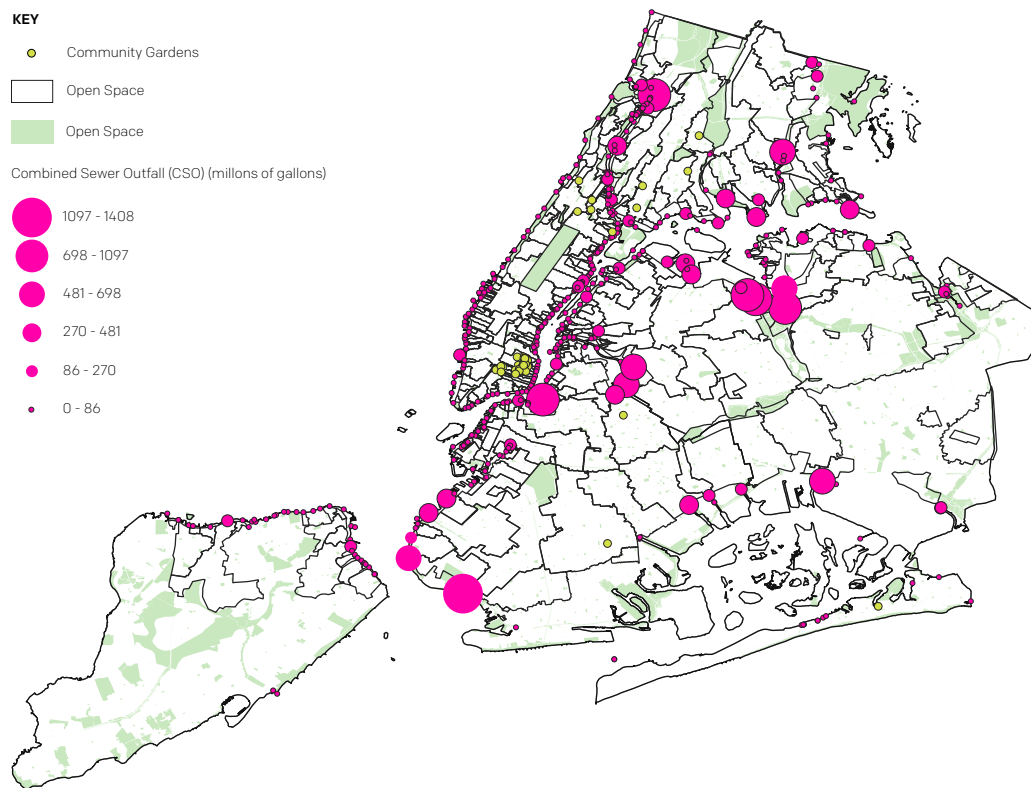 KEY
Community Gardens
Open Space
Open Space
Combined Sewer Outfall (CSO) (millions of gallons)
1097 - 1408
698 - 1097
481 - 698
270 - 481
86 - 270
0 - 86